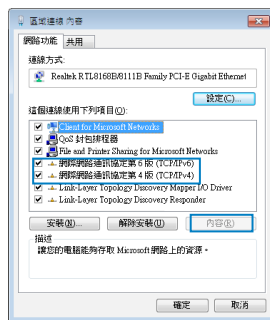 區域連線 內容
網路功能 共用
連線方式:
Realtek RTL8168B/8111B Family PCI-E Gigabit Ethernet
設定(C)...
這個連線使用下列項目(O):
Client for Microsoft Networks
QoS 封包排程器
File and Printer Sharing for Microsoft Networks
網際網路通訊協定第 6 版 (TCP/IPv6)
網際網路通訊協定第 4 版 (TCP/IPv4)
Link-Layer Topology Discovery Mapper I/O Driver
Link-Layer Topology Discovery Responder
安裝(N)... 解除安裝(U) 內容(R)
描述
讓您的電腦能夠存取 Microsoft 網路上的資源。
確定 取消